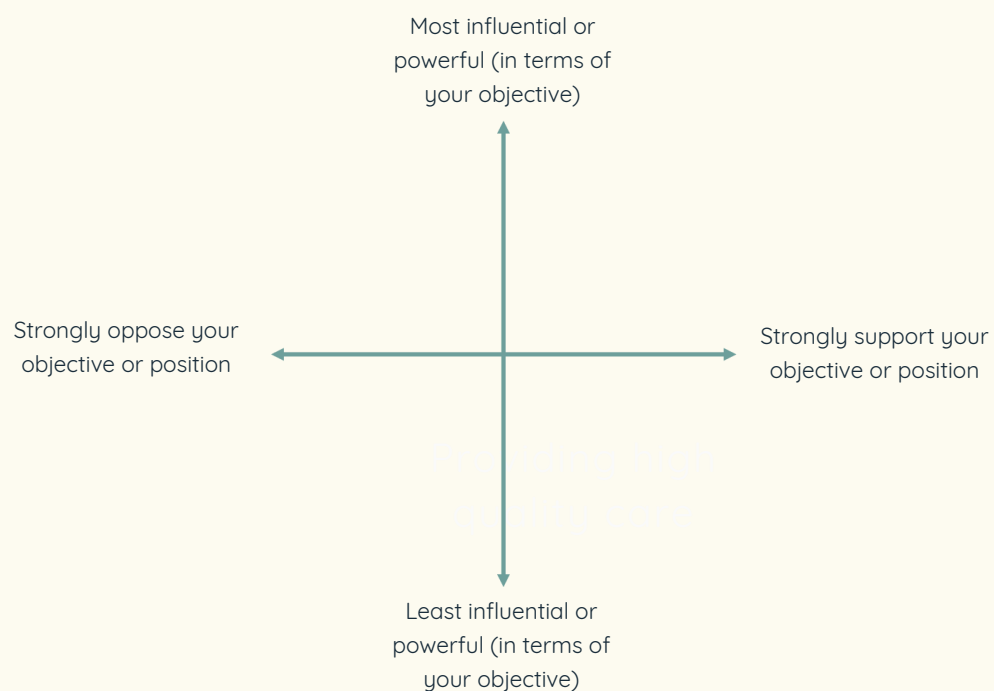 Most influential or
powerful (in terms of
your objective)
Strongly oppose your
objective or position
Strongly support your
objective or position
Least influential or
powerful (in terms of
your objective)